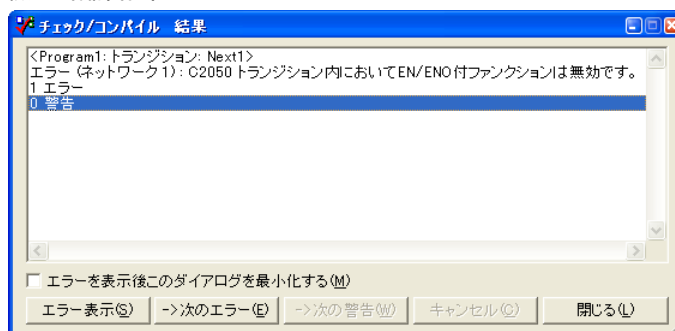 チェック/コンパイル 結果
<Program1: トランジション: Next1>
エラー (ネットワーク 1) : C2050 トランジション内においてEN/ENO付ファンクションは無効です。
1 エラー
0 警告
エラーを表示後このダイアログを最小化する(M)
エラー表示(S) ->次のエラー(E) ->次の警告(W) キャンセル(C) 閉じる(L)